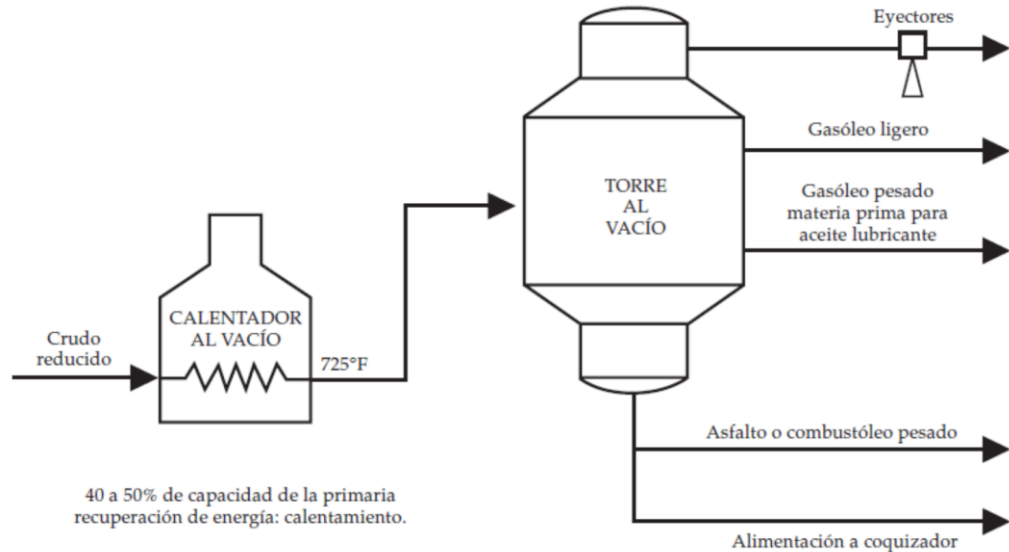 Eyectores
Gasóleo ligero
Gasóleo pesado
materia prima para
aceite lubricante
TORRE
AL
VACÍO
CALENTADOR
AL VACÍO
Crudo
reducido
725°F
Asfalto o combustóleo pesado
40 a 50% de capacidad de la primaria
recuperación de energía: calentamiento.
Alimentación a coquizador